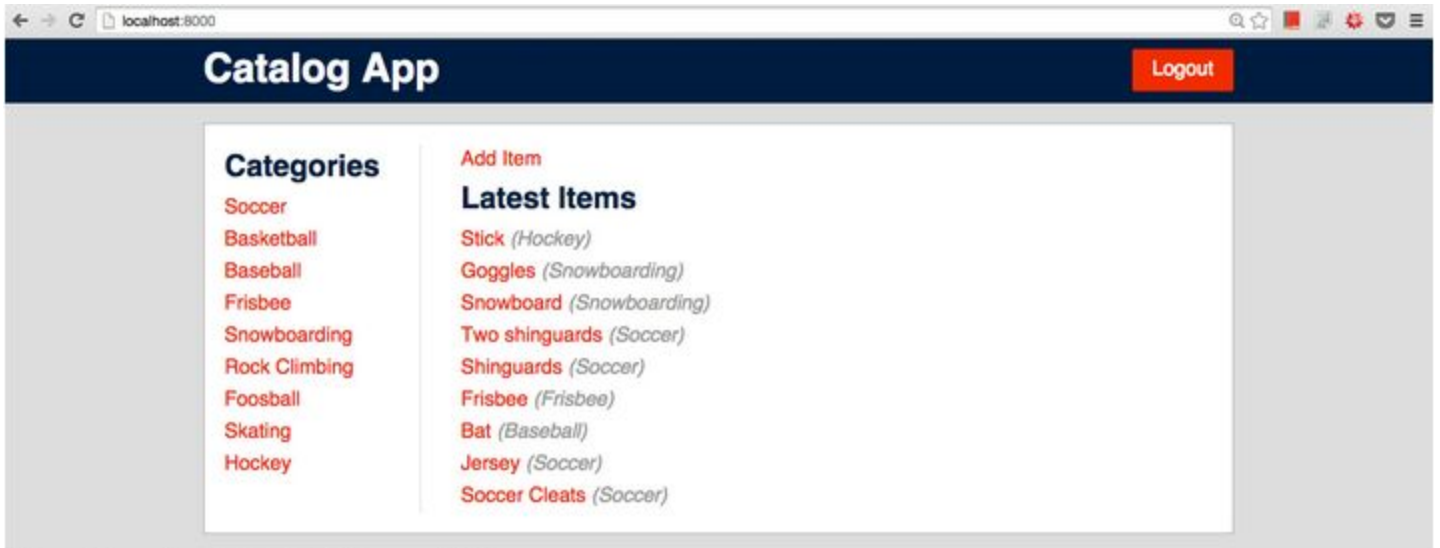 localhost:8000
Catalog App
Logout
Categories
Soccer
Basketball
Baseball
Frisbee
Snowboarding
Rock Climbing
Foosball
Skating
Hockey
Add Item
Latest Items
Stick (Hockey)
Goggles (Snowboarding)
Snowboard (Snowboarding)
Two shinguards (Soccer)
Shinguards (Soccer)
Frisbee (Frisbee)
Bat (Baseball)
Jersey (Soccer)
Soccer Cleats (Soccer)